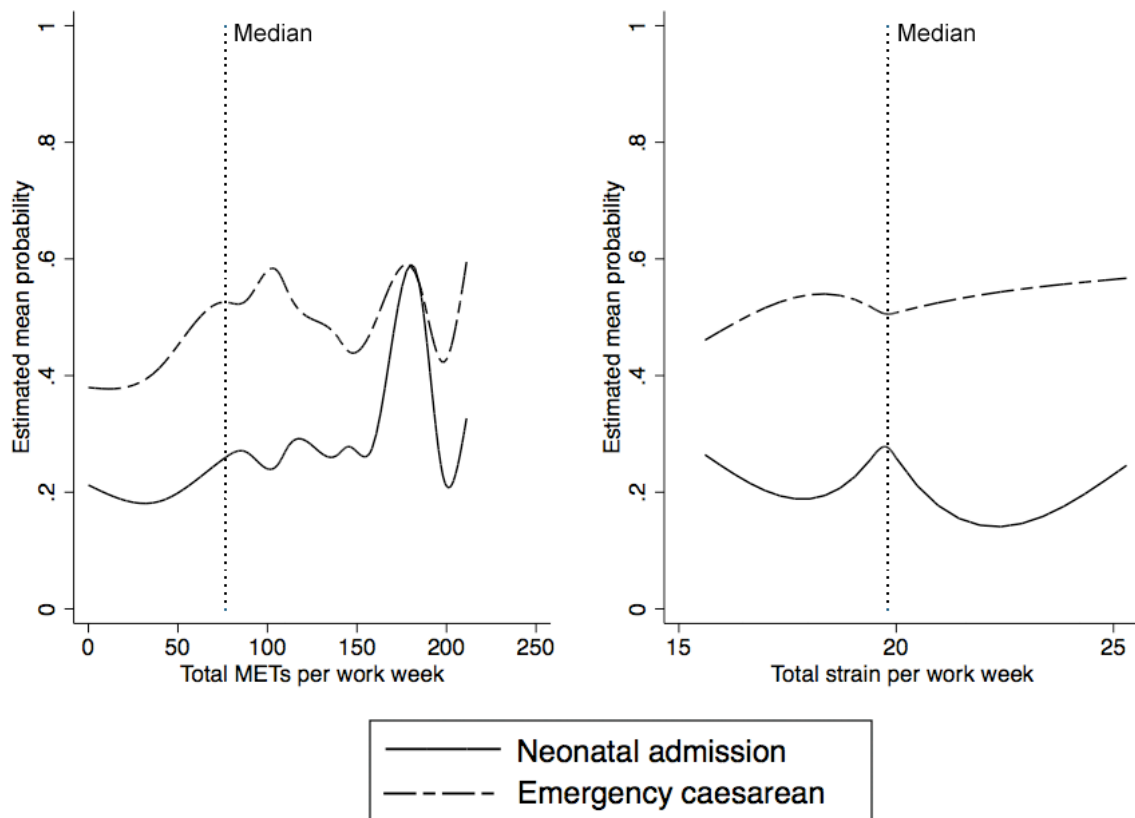 Median
Estimated mean probability
0
.2
.4
.6
.8
1
0 50 100 150 200 250
Total METs per work week
Median
Estimated mean probability
0
.2
.4
.6
.8
1
15 20 25
Total strain per work week
Neonatal admission
Emergency caesarean